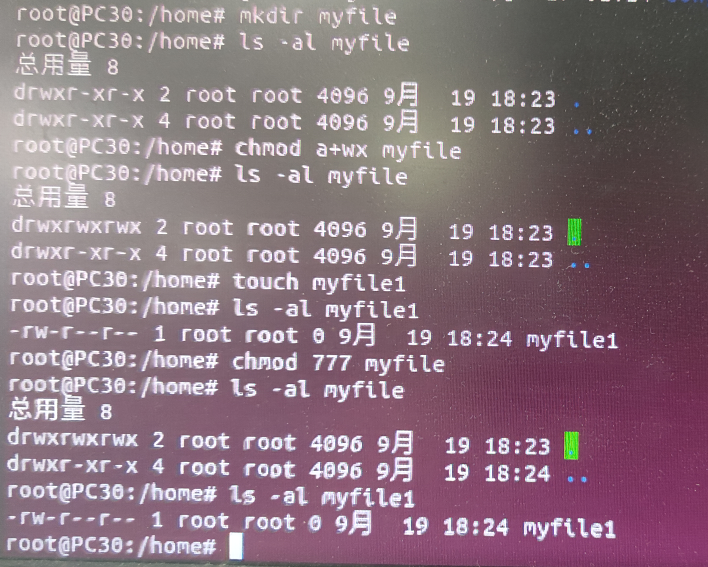 root@PC30:/home# mkdir myfile
root@PC30:/home# ls -al myfile
总用量 8
drwxr-xr-x 2 root root 4096 9月 19 18:23 .
drwxr-xr-x 4 root root 4096 9月 19 18:23 ..
root@PC30:/home# chmod a+wx myfile
root@PC30:/home# ls -al myfile
总用量 8
drwxrwxrwx 2 root root 4096 9月 19 18:23 .
drwxr-xr-x 4 root root 4096 9月 19 18:23 ..
root@PC30:/home# touch myfile1
root@PC30:/home# ls -al myfile1
-rw-r--r-- 1 root root 0 9月 19 18:24 myfile1
root@PC30:/home# chmod 777 myfile
root@PC30:/home# ls -al myfile
总用量 8
drwxrwxrwx 2 root root 4096 9月 19 18:23 .
drwxr-xr-x 4 root root 4096 9月 19 18:24 ..
root@PC30:/home# ls -al myfile1
-rw-r--r-- 1 root root 0 9月 19 18:24 myfile1
root@PC30:/home#